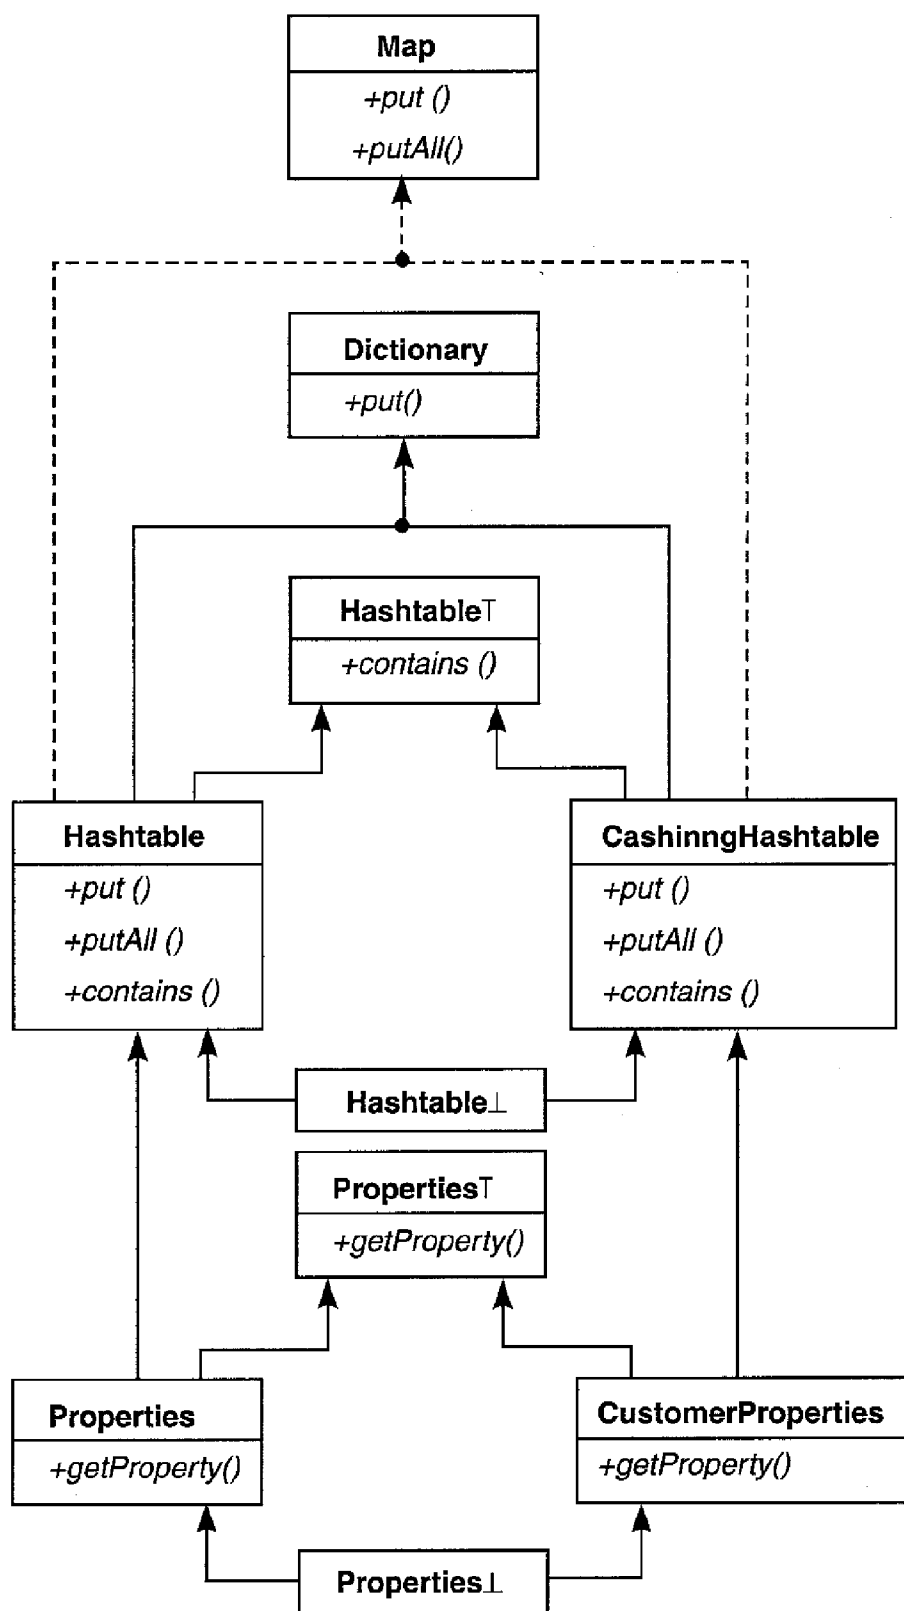 Map
+put ()
+putAll()
Dictionary
+put()
Hashtable⊤
+contains ()
Hashtable
+put ()
+putAll ()
+contains ()
CashinngHashtable
+put ()
+putAll ()
+contains ()
Hashtable⊥
Properties⊤
+getProperty()
Properties
+getProperty()
CustomerProperties
+getProperty()
Properties⊥